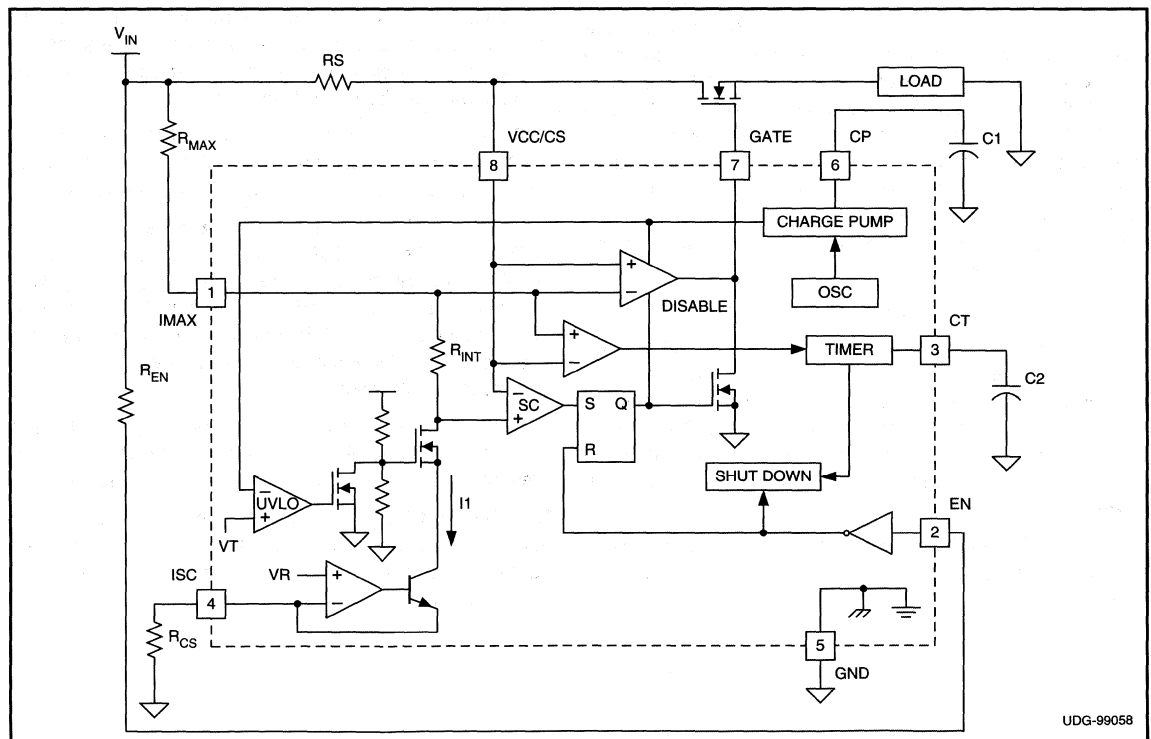 V_IN
RS
LOAD
R_MAX
VCC/CS
GATE
CP
C1
8
7
6
CHARGE PUMP
+
−
OSC
1
IMAX
DISABLE
CT
R_INT
+
−
TIMER
3
C2
R_EN
−
SC
+
S Q
R
SHUT DOWN
EN
−
UVLO
+
VT
I1
2
ISC
VR
+
−
4
R_CS
5
GND
UDG-99058